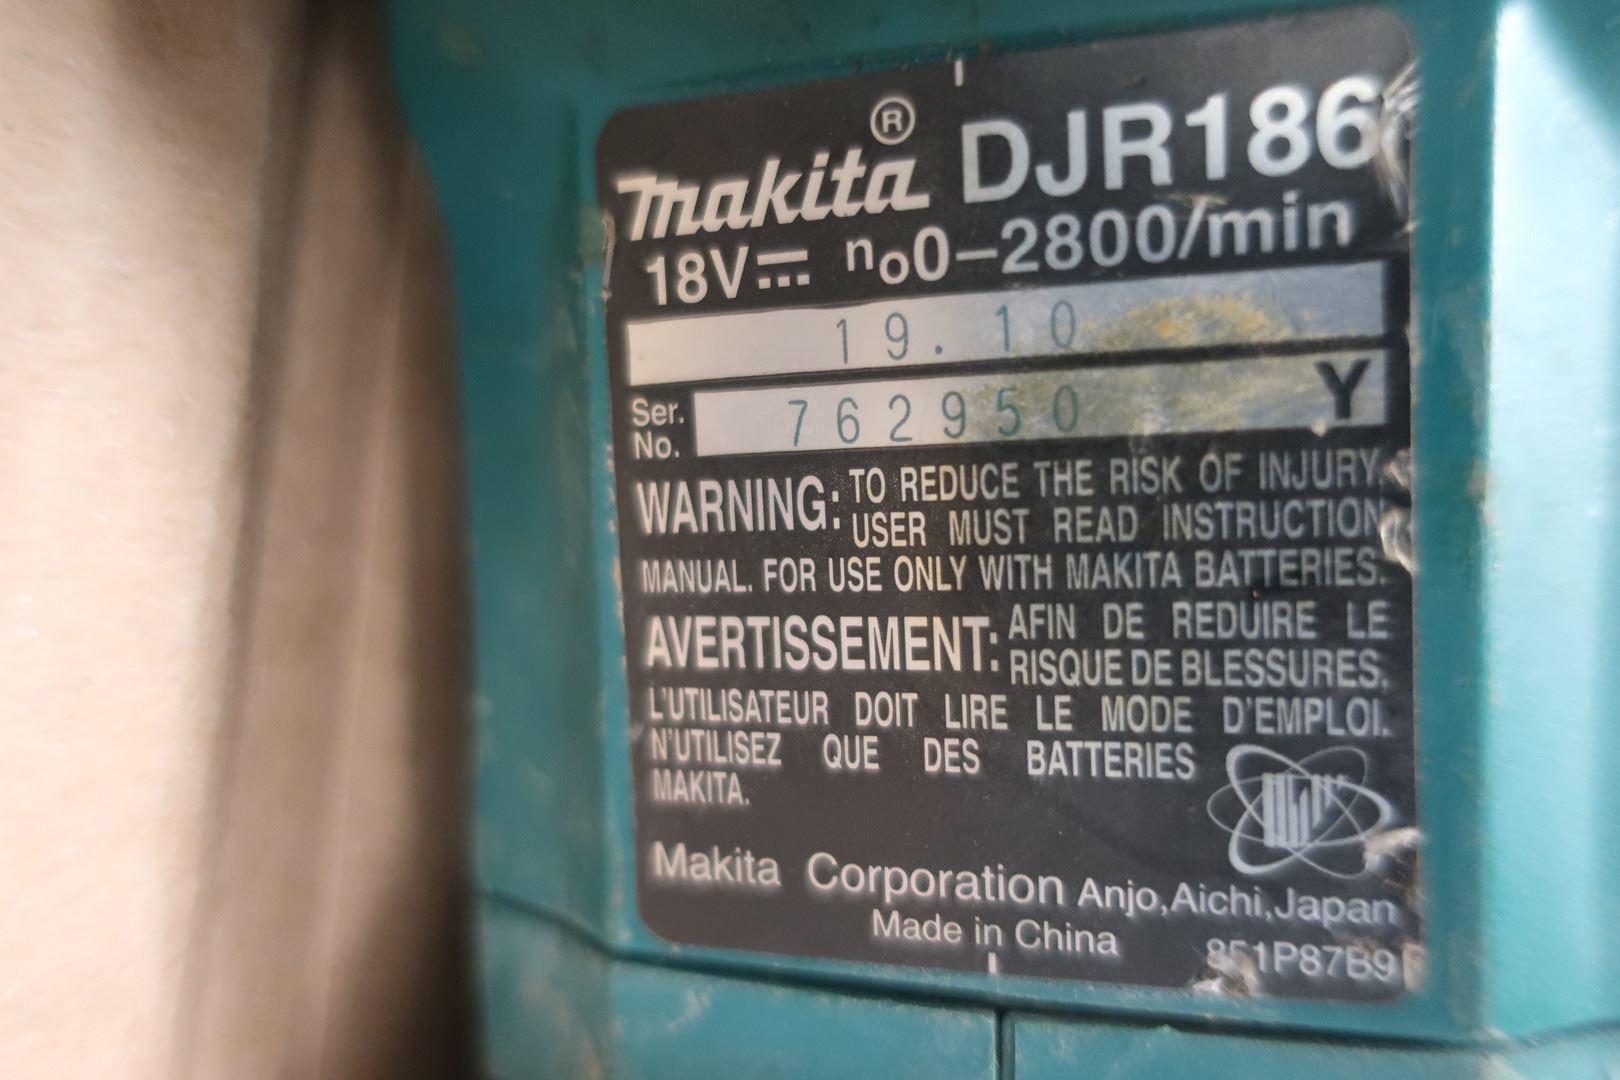 makita® DJR186
18V⎓ no0–2800/min
19. 10
Ser. No. 762950 Y
WARNING: TO REDUCE THE RISK OF INJURY.
USER MUST READ INSTRUCTION
MANUAL. FOR USE ONLY WITH MAKITA BATTERIES.
AVERTISSEMENT: AFIN DE REDUIRE LE
RISQUE DE BLESSURES,
L'UTILISATEUR DOIT LIRE LE MODE D'EMPLOI.
N'UTILISEZ QUE DES BATTERIES
MAKITA.
Makita Corporation Anjo,Aichi,Japan
Made in China